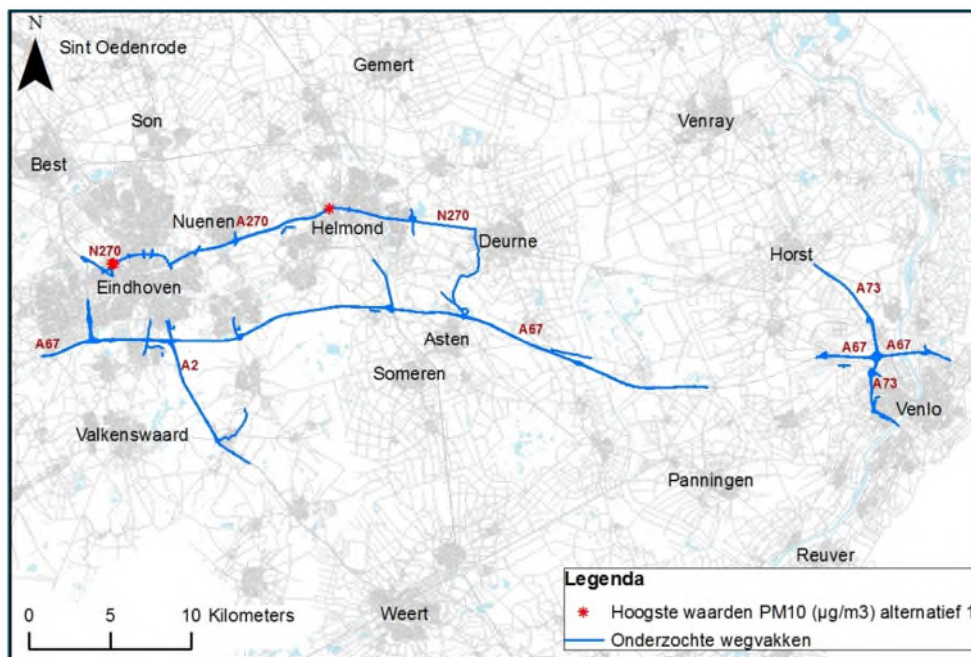 N
Sint Oedenrode
Gemert
Son
Venray
Best
Nuenen
A270
N270
Helmond
Deurne
N270
Eindhoven
Horst
A73
A67
A67
A67
A67
Asten
A2
Someren
A73
Venlo
Valkenswaard
Panningen
Reuver
Weert
0 5 10 Kilometers
Legenda
Hoogste waarden PM10 (µg/m3) alternatief 1
Onderzochte wegvakken